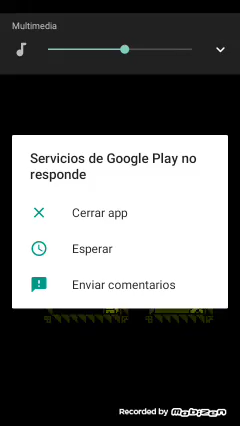 Multimedia
Servicios de Google Play no
responde
Cerrar app
Esperar
Enviar comentarios
Recorded by mobizen